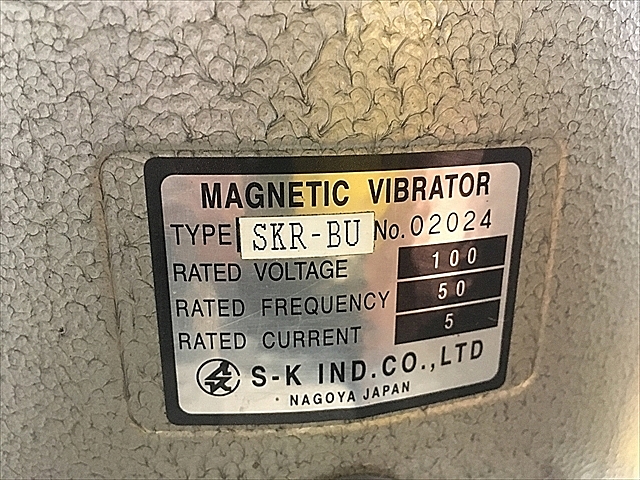 MAGNETIC VIBRATOR
TYPE SKR-BU No. 02024
RATED VOLTAGE 100
RATED FREQUENCY 50
RATED CURRENT 5
S-K IND.CO.,LTD
NAGOYA JAPAN